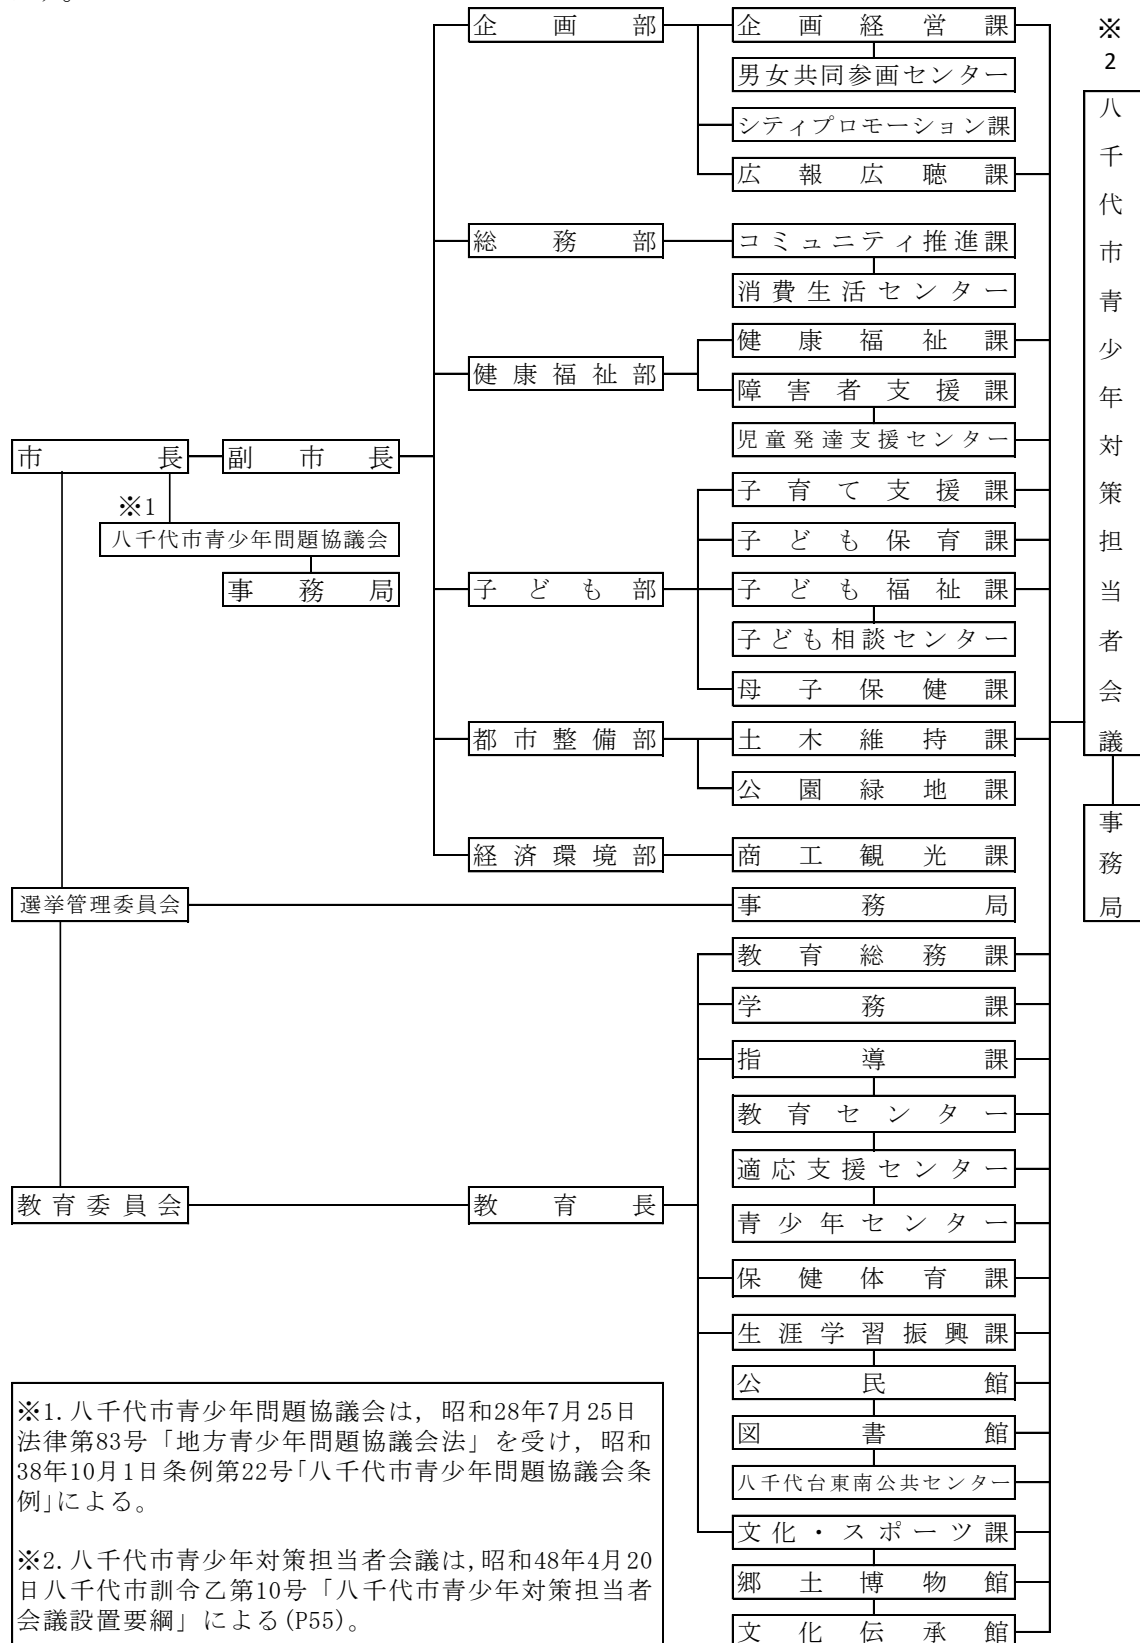 す。
企画部
企画経営課
男女共同参画センター
シティプロモーション課
広報広聴課
総務部
コミュニティ推進課
消費生活センター
健康福祉部
健康福祉課
障害者支援課
児童発達支援センター
市長
副市長
※1
八千代市青少年問題協議会
事務局
子ども部
子育て支援課
子ども保育課
子ども福祉課
子ども相談センター
母子保健課
都市整備部
土木維持課
公園緑地課
経済環境部
商工観光課
選挙管理委員会
事務局
教育委員会
教育長
教育総務課
学務課
指導課
教育センター
適応支援センター
青少年センター
保健体育課
生涯学習振興課
公民館
図書館
八千代台東南公共センター
文化・スポーツ課
郷土博物館
文化伝承館
※2
八千代市青少年対策担当者会議
事務局
※1.八千代市青少年問題協議会は，昭和28年7月25日
法律第83号「地方青少年問題協議会法」を受け，昭和
38年10月1日条例第22号「八千代市青少年問題協議会条
例」による。
※2.八千代市青少年対策担当者会議は,昭和48年4月20
日八千代市訓令乙第10号「八千代市青少年対策担当者
会議設置要綱」による(P55)。